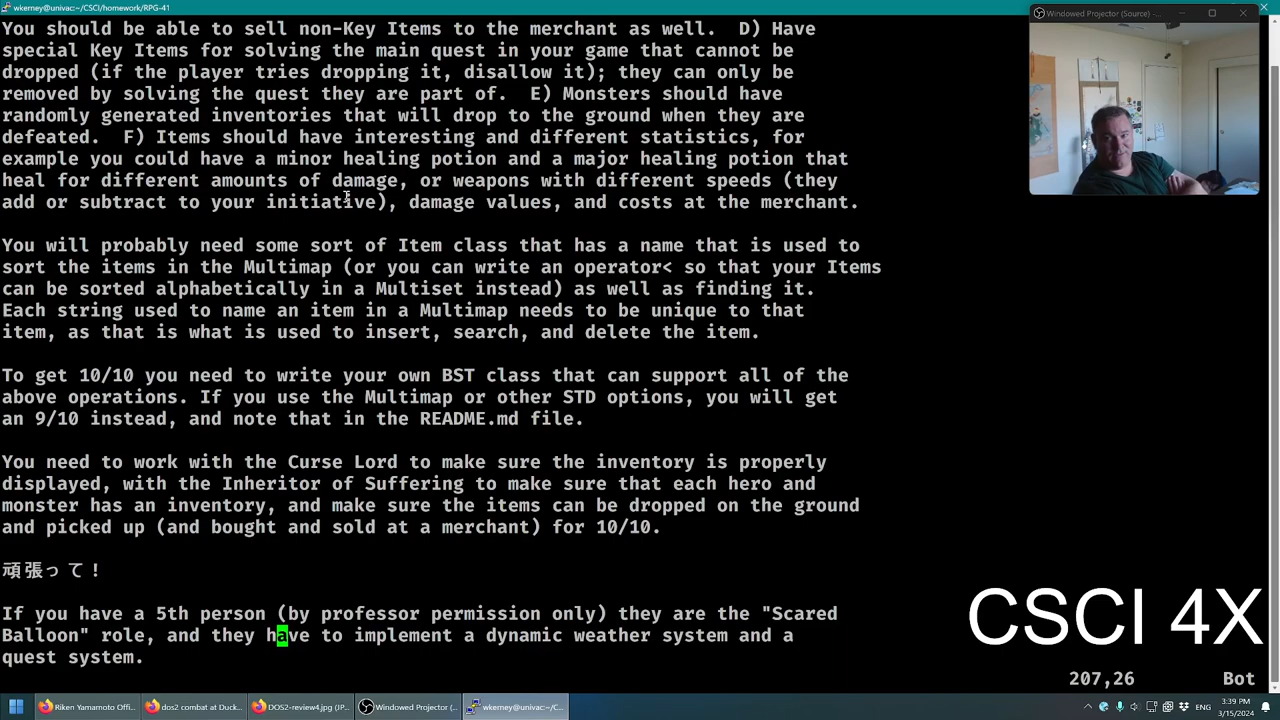 wkerney@univac:~/CSCI/homework/RPG-41
Windowed Projector (Source) -...
You should be able to sell non-Key Items to the merchant as well.  D) Have
special Key Items for solving the main quest in your game that cannot be
dropped (if the player tries dropping it, disallow it); they can only be
removed by solving the quest they are part of.  E) Monsters should have
randomly generated inventories that will drop to the ground when they are
defeated.  F) Items should have interesting and different statistics, for
example you could have a minor healing potion and a major healing potion that
heal for different amounts of damage, or weapons with different speeds (they
add or subtract to your initiative), damage values, and costs at the merchant.
You will probably need some sort of Item class that has a name that is used to
sort the items in the Multimap (or you can write an operator< so that your Items
can be sorted alphabetically in a Multiset instead) as well as finding it.
Each string used to name an item in a Multimap needs to be unique to that
item, as that is what is used to insert, search, and delete the item.
To get 10/10 you need to write your own BST class that can support all of the
above operations. If you use the Multimap or other STD options, you will get
an 9/10 instead, and note that in the README.md file.
You need to work with the Curse Lord to make sure the inventory is properly
displayed, with the Inheritor of Suffering to make sure that each hero and
monster has an inventory, and make sure the items can be dropped on the ground
and picked up (and bought and sold at a merchant) for 10/10.
頑張って！
If you have a 5th person (by professor permission only) they are the "Scared
Balloon" role, and they have to implement a dynamic weather system and a
quest system.
CSCI 4X
207,26 Bot
Riken Yamamoto Offi...
dos2 combat at Duck...
DOS2-review4.jpg (JP...
Windowed Projector (...
wkerney@univac:~/C...
ENG
3:39 PM
3/15/2024